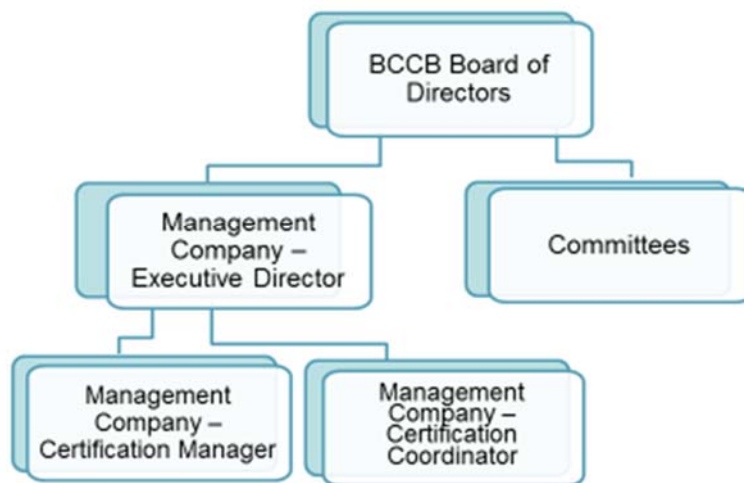 BCCB Board of
Directors
Management
Company –
Executive Director
Committees
Management
Company –
Certification Manager
Management
Company –
Certification
Coordinator